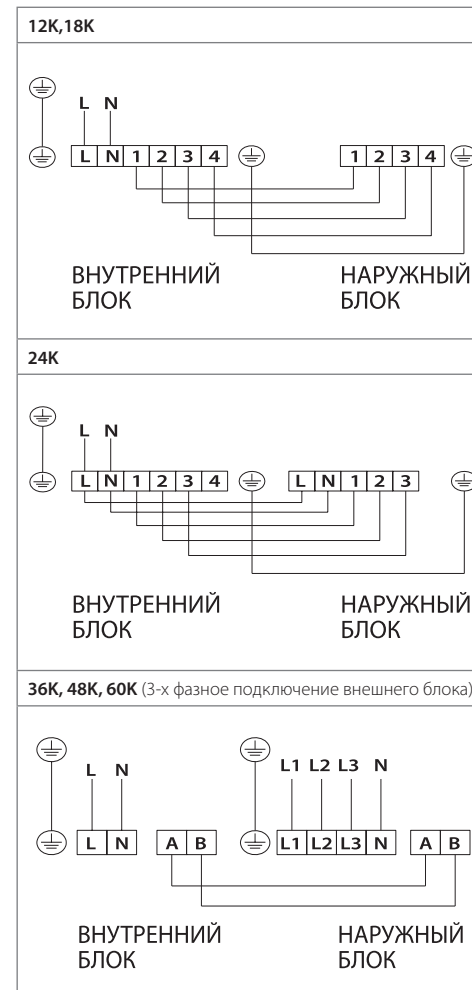 12K,18K
L N
L N 1 2 3 4 1 2 3 4
ВНУТРЕННИЙ НАРУЖНЫЙ
БЛОК БЛОК
24K
L N
L N 1 2 3 4 L N 1 2 3
ВНУТРЕННИЙ НАРУЖНЫЙ
БЛОК БЛОК
36K, 48K, 60K (3-х фазное подключение внешнего блока)
L N L1 L2 L3 N
L N A B L1 L2 L3 N A B
ВНУТРЕННИЙ НАРУЖНЫЙ
БЛОК БЛОК